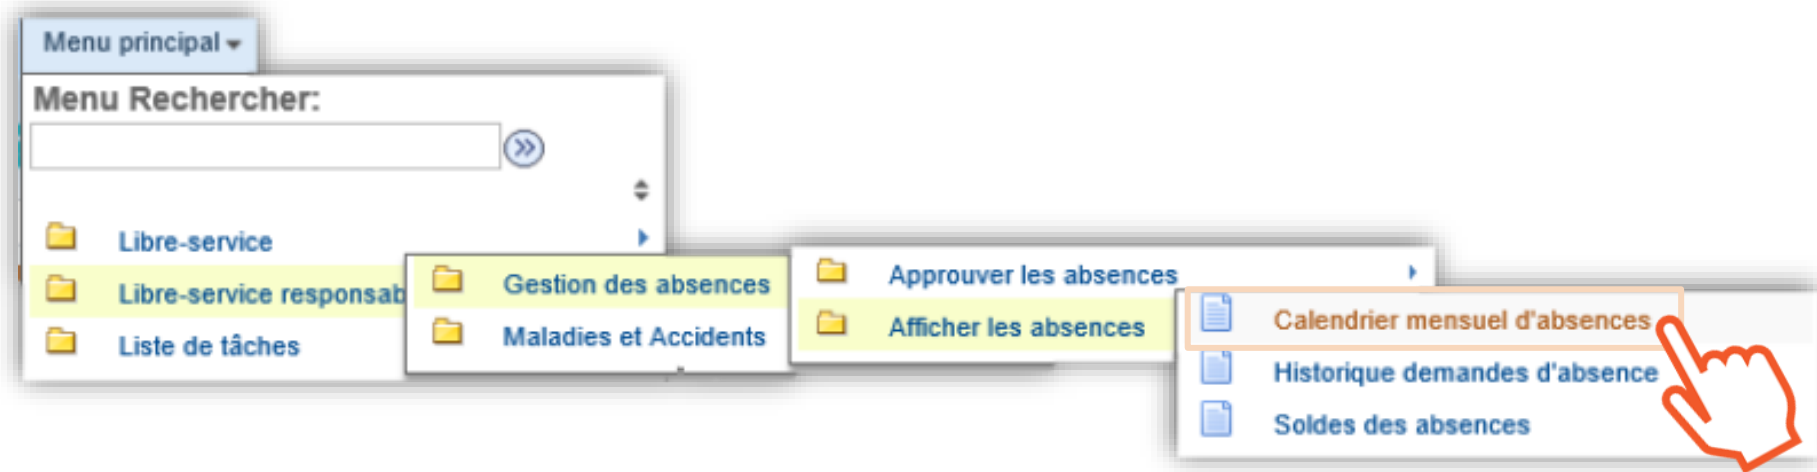 Menu principal
Menu Rechercher:
Libre-service
Libre-service responsab
Liste de tâches
Gestion des absences
Maladies et Accidents
Approuver les absences
Afficher les absences
Calendrier mensuel d'absences
Historique demandes d'absence
Soldes des absences